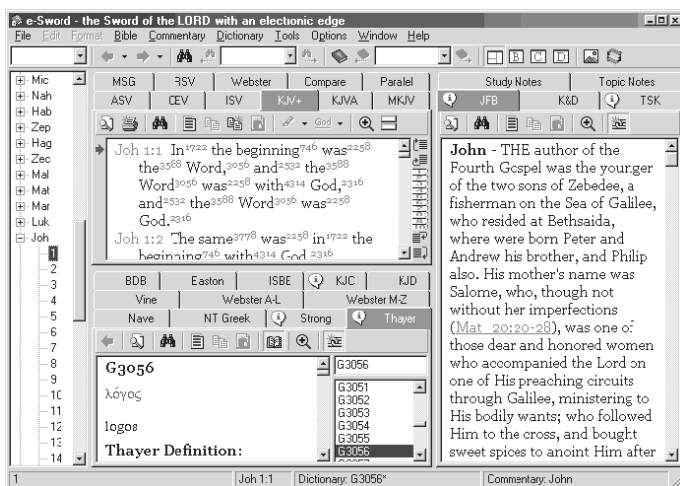 e-Sword - the Sword of the LORD with an electonic edge
File Edit Format Bible Commentary Dictionary Tools Options Window Help
B C D
Mic
Nah
Hab
Zep
Hag
Zec
Mal
Mat
Mar
Luk
Joh
1
2
3
4
5
6
7
8
9
10
11
12
13
14
MSG RSV Webster Compare Paralel
ASV CEV ISV KJV+ KJVA MKJV
God
Joh 1:1 In1722 the beginning746 was2258
the3588 Word,3056 and2532 the3588
Word3056 was2258 with4314 God,2316
and2532 the3588 Word3056 was2258
God.2316
Joh 1:2 The same3778 was2258 in1722 the
beginning746 with4314 God.2316
BDB Easton ISBE KJC KJD
Vine Webster A-L Webster M-Z
Nave NT Greek Strong Thayer
G3056
λόγος
logos
Thayer Definition:
G3056
G3051
G3052
G3053
G3054
G3055
G3056
Study Notes Topic Notes
JFB K&D TSK
John - THE author of the
Fourth Gospel was the younger
of the two sons of Zebedee, a
fisherman on the Sea of Galilee,
who resided at Bethsaida,
where were born Peter and
Andrew his brother, and Philip
also. His mother's name was
Salome, who, though not
without her imperfections
(Mat 20:20-28), was one of
those dear and honored women
who accompanied the Lord on
one of His preaching circuits
through Galilee, ministering to
His bodily wants; who followed
Him to the cross, and bought
sweet spices to anoint Him after
1 Joh 1:1 Dictionary: G3056* Commentary: John